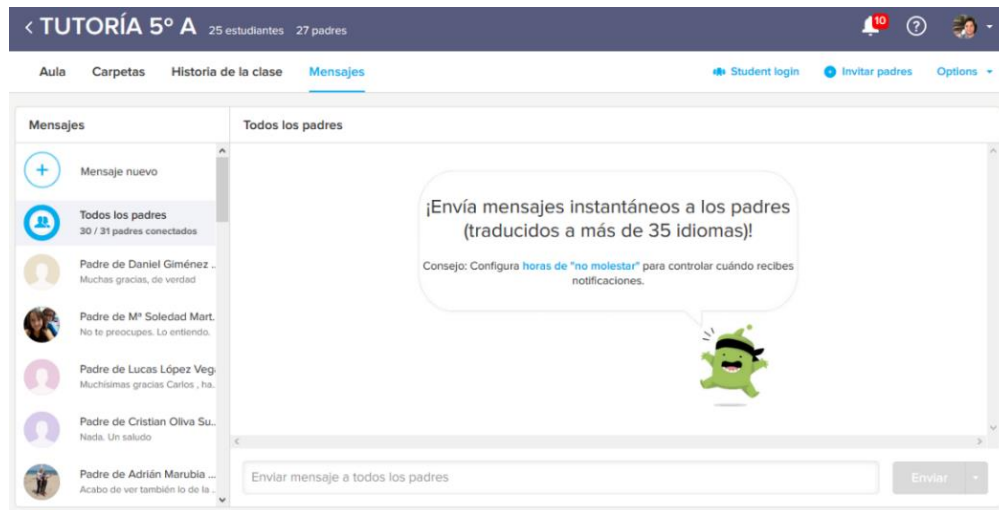 < TUTORÍA 5º A 25 estudiantes 27 padres
10
?
Aula Carpetas Historia de la clase Mensajes Student login Invitar padres Options
Mensajes
Todos los padres
Mensaje nuevo
Todos los padres
30 / 31 padres conectados
Padre de Daniel Giménez ..
Muchas gracias, de verdad
Padre de Mª Soledad Mart.
No te preocupes. Lo entiendo.
Padre de Lucas López Veg
Muchísimas gracias Carlos , ha..
Padre de Cristian Oliva Su...
Nada. Un saludo
Padre de Adrián Marubia ...
Acabo de ver también lo de la ..
¡Envía mensajes instantáneos a los padres
(traducidos a más de 35 idiomas)!
Consejo: Configura horas de "no molestar" para controlar cuándo recibes
notificaciones.
Enviar mensaje a todos los padres
Enviar